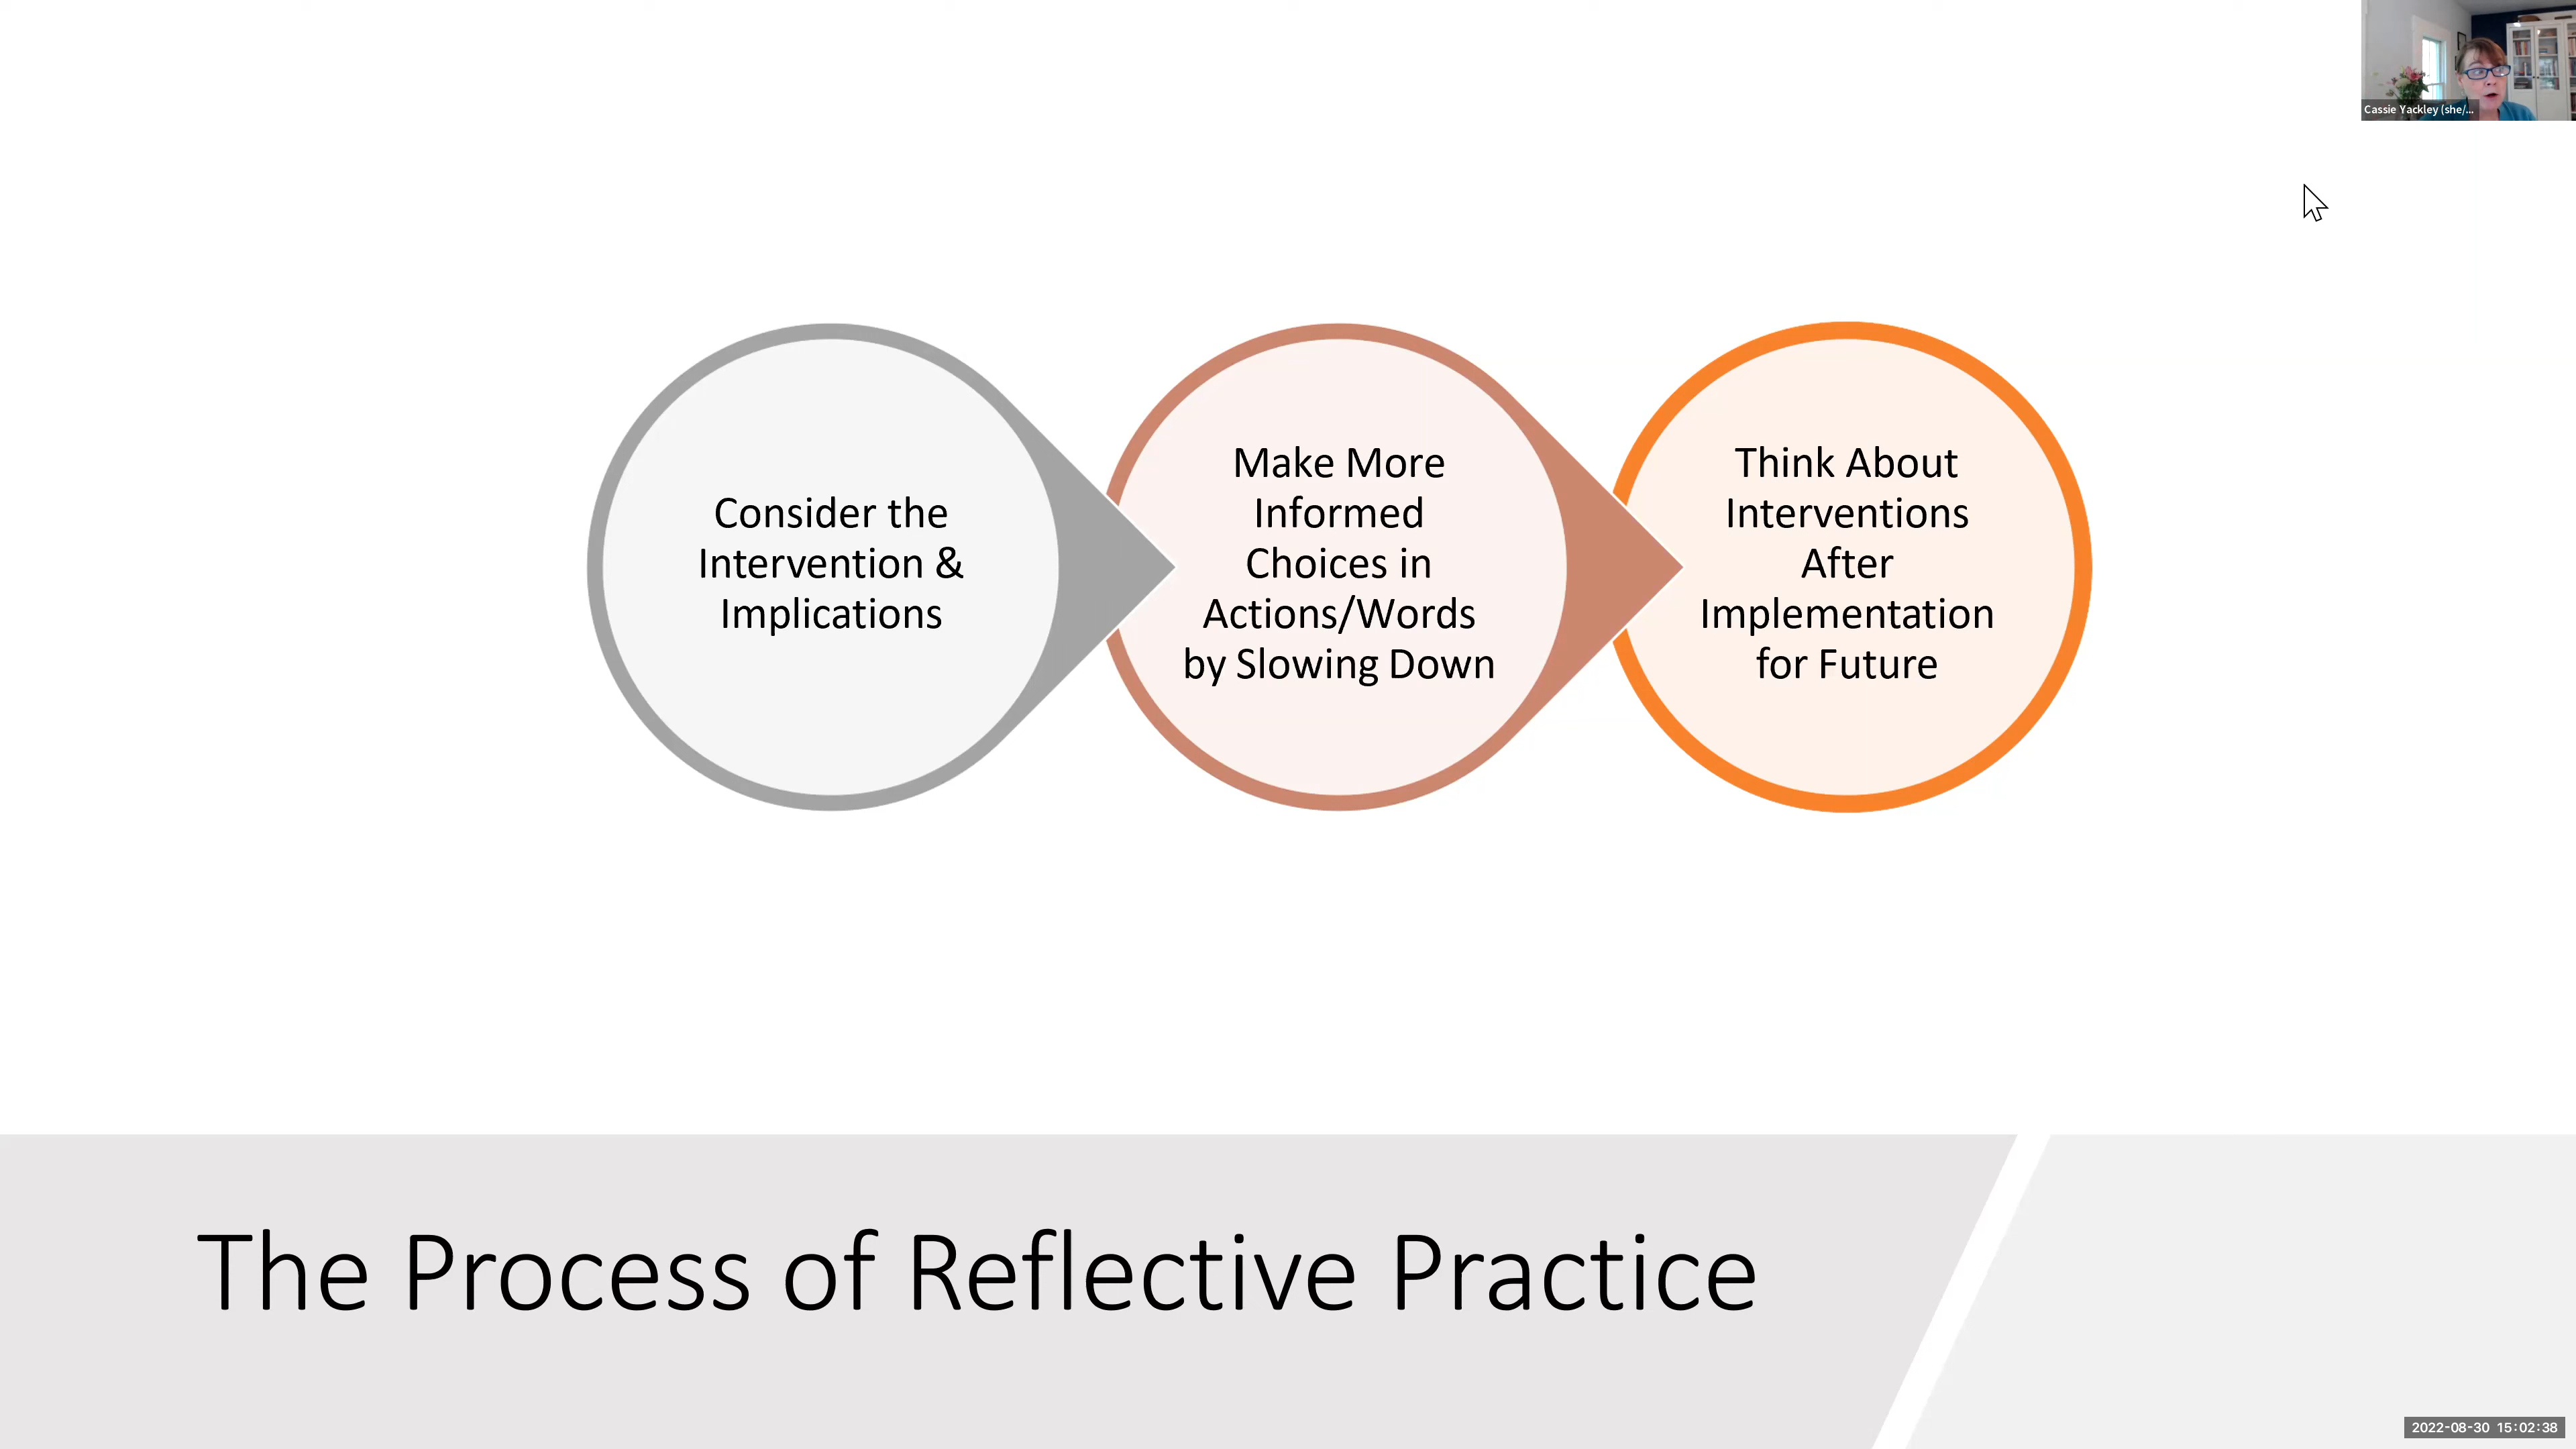 Cassie Yackley (she/...
Consider the
Intervention &
Implications
Make More
Informed
Choices in
Actions/Words
by Slowing Down
Think About
Interventions
After
Implementation
for Future
The Process of Reflective Practice
2022-08-30 15:02:38